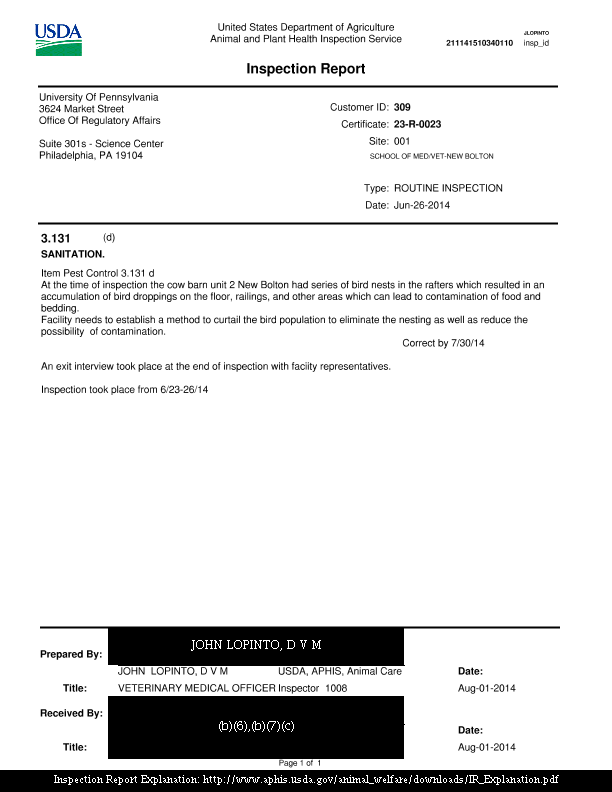 USDA
United States Department of Agriculture
Animal and Plant Health Inspection Service
JLOPINTO
211141510340110 insp_id
Inspection Report
University Of Pennsylvania
3624 Market Street
Office Of Regulatory Affairs
Suite 301s - Science Center
Philadelphia, PA 19104
Customer ID: 309
Certificate: 23-R-0023
Site: 001
SCHOOL OF MED/VET-NEW BOLTON
Type: ROUTINE INSPECTION
Date: Jun-26-2014
3.131 (d)
SANITATION.
Item Pest Control 3.131 d
At the time of inspection the cow barn unit 2 New Bolton had series of bird nests in the rafters which resulted in an
accumulation of bird droppings on the floor, railings, and other areas which can lead to contamination of food and
bedding.
Facility needs to establish a method to curtail the bird population to eliminate the nesting as well as reduce the
possibility of contamination.
Correct by 7/30/14
An exit interview took place at the end of inspection with faciity representatives.
Inspection took place from 6/23-26/14
JOHN LOPINTO, D V M
Prepared By:
JOHN LOPINTO, D V M USDA, APHIS, Animal Care Date:
Title: VETERINARY MEDICAL OFFICER Inspector 1008 Aug-01-2014
Received By:
(b)(6),(b)(7)(c)
Date:
Title: Aug-01-2014
Page 1 of 1
Inspection Report Explanation: http://www.aphis.usda.gov/animal_welfare/downloads/IR_Explanation.pdf